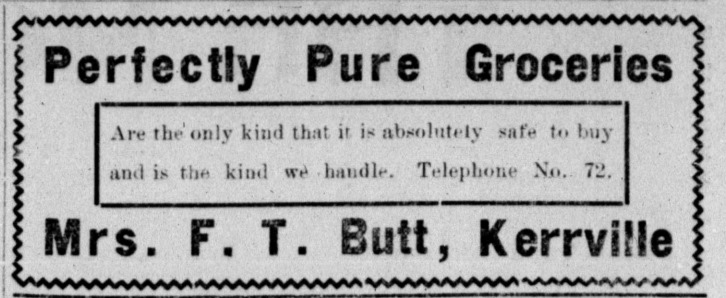 Perfectly Pure Groceries
Are the only kind that it is absolutely safe to buy
and is the kind we handle. Telephone No. 72.
Mrs. F. T. Butt, Kerrville